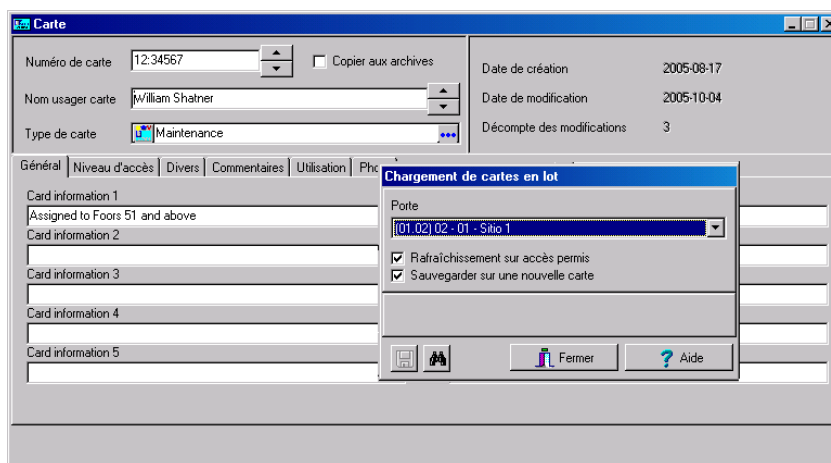 Carte
Numéro de carte 12:34567 Copier aux archives
Nom usager carte William Shatner
Type de carte Maintenance
Date de création 2005-08-17
Date de modification 2005-10-04
Décompte des modifications 3
Général Niveau d'accès Divers Commentaires Utilisation
Card information 1
Assigned to Foors 51 and above
Card information 2
Card information 3
Card information 4
Card information 5
Chargement de cartes en lot
Porte
(01.02) 02 - 01 - Sitio 1
Rafraîchissement sur accès permis
Sauvegarder sur une nouvelle carte
Fermer Aide